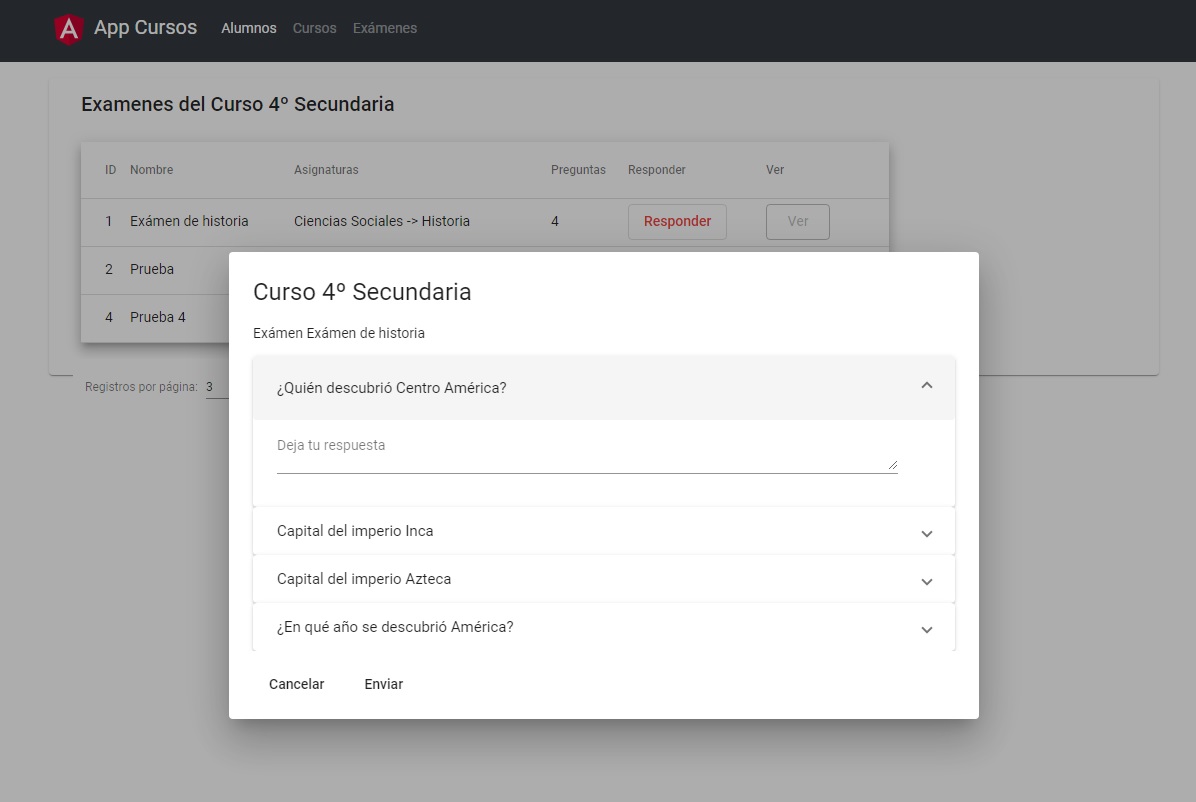 App Cursos Alumnos Cursos Exámenes
Examenes del Curso 4º Secundaria
ID Nombre Asignaturas Preguntas Responder Ver
1 Exámen de historia Ciencias Sociales -> Historia 4 Responder Ver
2 Prueba
4 Prueba 4
Registros por página: 3
Curso 4º Secundaria
Exámen Exámen de historia
¿Quién descubrió Centro América?
Deja tu respuesta
Capital del imperio Inca
Capital del imperio Azteca
¿En qué año se descubrió América?
Cancelar Enviar